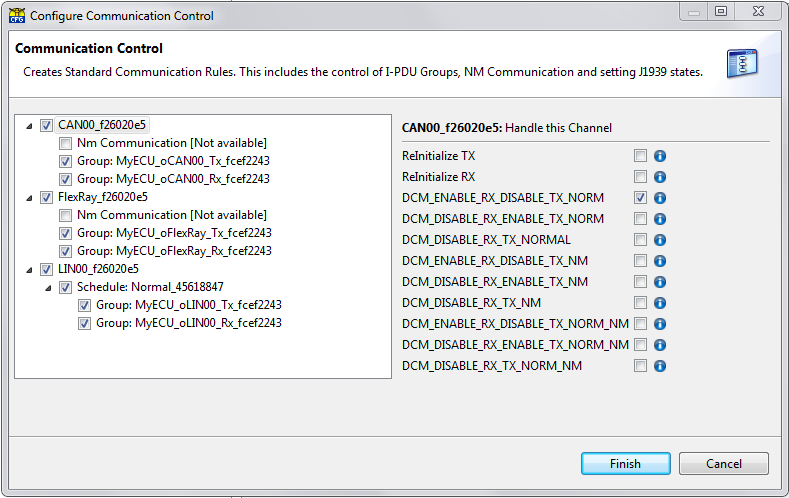 CFG Configure Communication Control
Communication Control
Creates Standard Communication Rules. This includes the control of I-PDU Groups, NM Communication and setting J1939 states.
CAN00_f26020e5
Nm Communication [Not available]
Group: MyECU_oCAN00_Tx_fcef2243
Group: MyECU_oCAN00_Rx_fcef2243
FlexRay_f26020e5
Nm Communication [Not available]
Group: MyECU_oFlexRay_Tx_fcef2243
Group: MyECU_oFlexRay_Rx_fcef2243
LIN00_f26020e5
Schedule: Normal_45618847
Group: MyECU_oLIN00_Tx_fcef2243
Group: MyECU_oLIN00_Rx_fcef2243
CAN00_f26020e5: Handle this Channel
ReInitialize TX
ReInitialize RX
DCM_ENABLE_RX_DISABLE_TX_NORM
DCM_DISABLE_RX_ENABLE_TX_NORM
DCM_DISABLE_RX_TX_NORMAL
DCM_ENABLE_RX_DISABLE_TX_NM
DCM_DISABLE_RX_ENABLE_TX_NM
DCM_DISABLE_RX_TX_NM
DCM_ENABLE_RX_DISABLE_TX_NORM_NM
DCM_DISABLE_RX_ENABLE_TX_NORM_NM
DCM_DISABLE_RX_TX_NORM_NM
Finish
Cancel